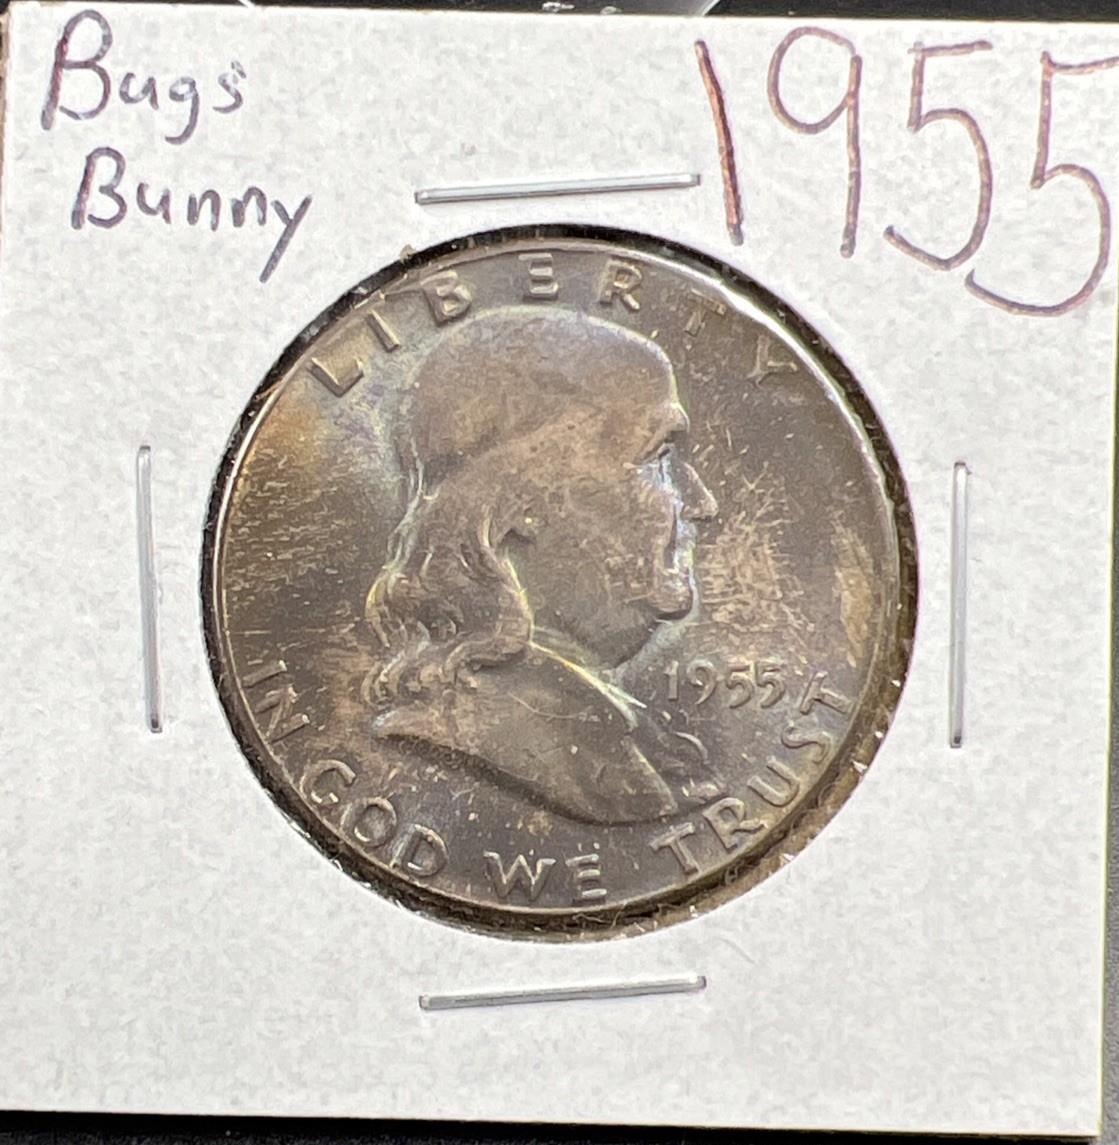 Bugs
Bunny
1955
LIBERTY
1955
IN GOD WE TRUST